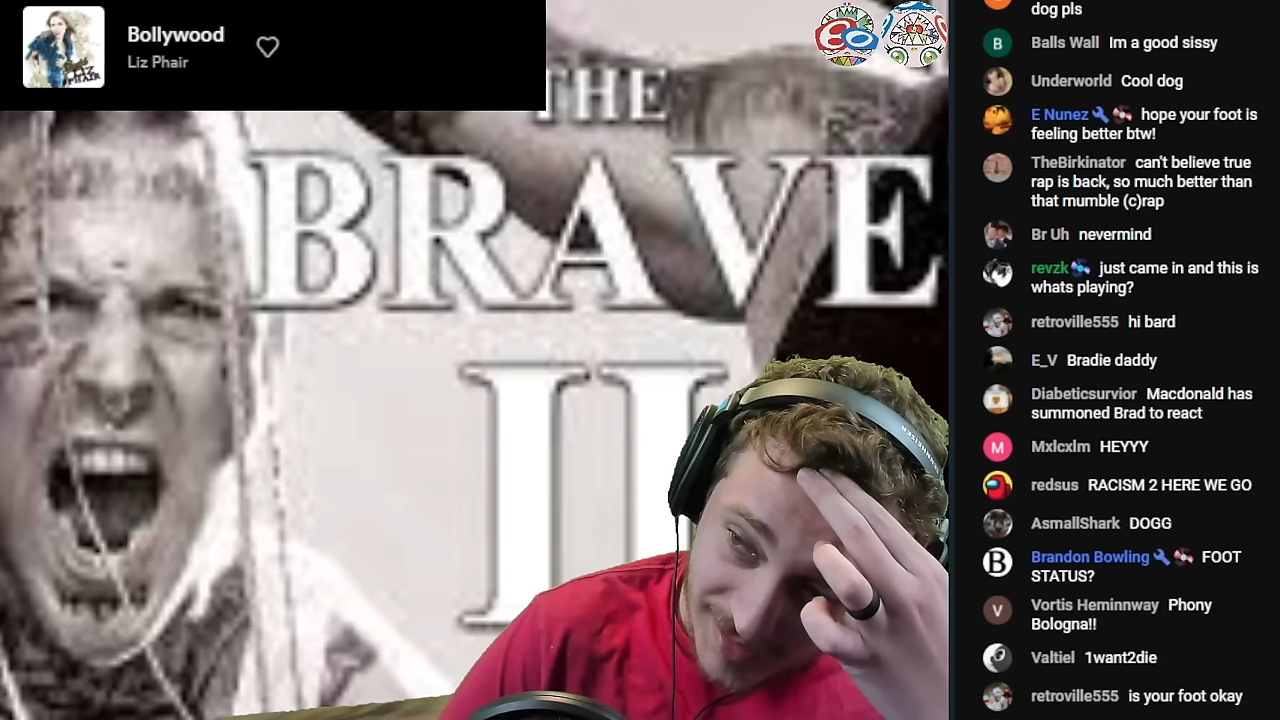 Bollywood
Liz Phair
THE
BRAVE
II
dog pls
B Balls Wall Im a good sissy
Underworld Cool dog
E Nunez hope your foot is
feeling better btw!
TheBirkinator can't believe true
rap is back, so much better than
that mumble (c)rap
Br Uh nevermind
revzk just came in and this is
whats playing?
retroville555 hi bard
E_V Bradie daddy
Diabeticsurvior Macdonald has
summoned Brad to react
M Mxlcxlm HEYYY
redsus RACISM 2 HERE WE GO
AsmallShark DOGG
B Brandon Bowling FOOT
STATUS?
V Vortis Heminnway Phony
Bologna!!
Valtiel 1want2die
retroville555 is your foot okay